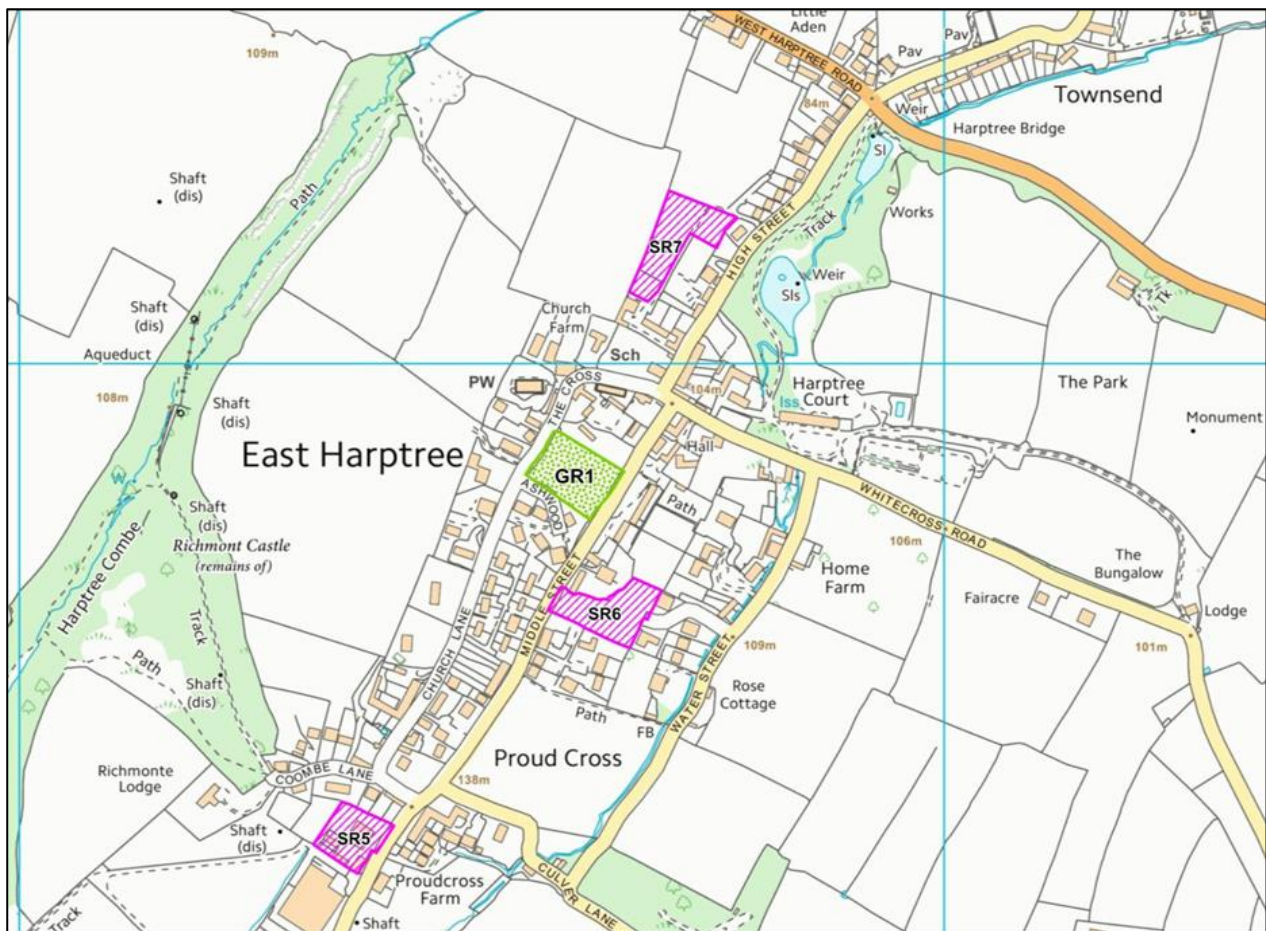 Little
Aden
WEST HARPTREE ROAD
Pav
Pav
109m
84m
Weir
Townsend
Harptree Bridge
Sl
Shaft
(dis)
Path
Works
Track
SR7
HIGH STREET
Weir
Sls
Church
Farm
Shaft
(dis)
Aqueduct
Sch
PW
THE CROSS
104m
Harptree
Court
Iss
The Park
108m
Shaft
(dis)
Monument
East Harptree
Hall
GR1
ASHWOOD
Path
WHITECROSS ROAD
Shaft
(dis)
Richmont Castle
(remains of)
106m
Harptree Combe
The
Bungalow
Home
Farm
Fairacre
Lodge
SR6
MIDDLE STREET
Track
CHURCH LANE
109m
101m
Path
Shaft
(dis)
WATER STREET
Rose
Cottage
Path
FB
Proud Cross
Richmonte
Lodge
COOMBE LANE
138m
Shaft
(dis)
SR5
Proudcross
Farm
CULVER LANE
Track
Shaft